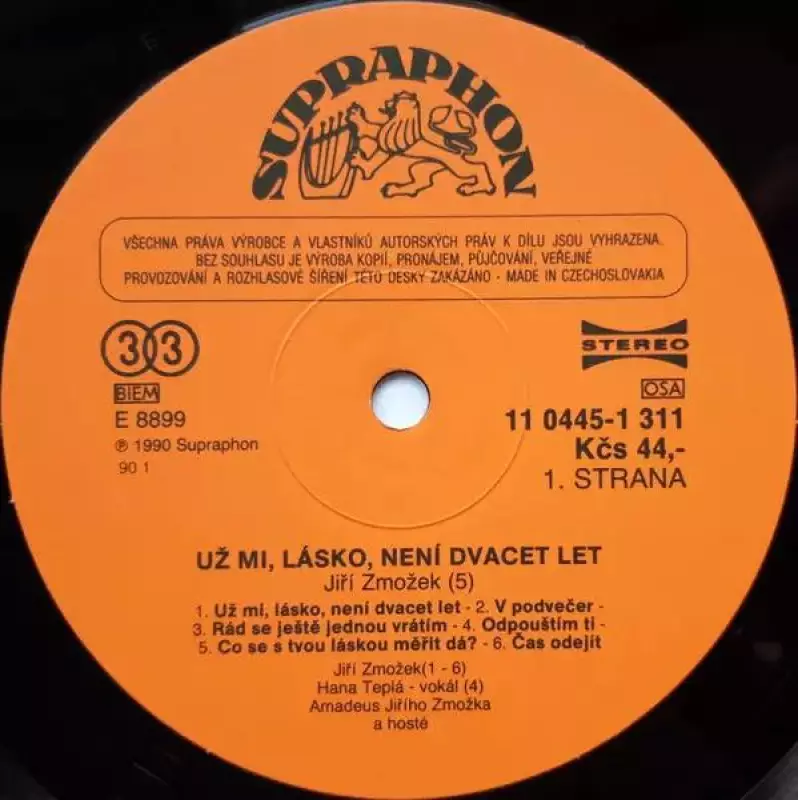 SUPRAPHON
VŠECHNA PRÁVA VÝROBCE A VLASTNÍKŮ AUTORSKÝCH PRÁV K DÍLU JSOU VYHRAZENA.
BEZ SOUHLASU JE VÝROBA KOPIÍ, PRONÁJEM, PŮJČOVÁNÍ, VEŘEJNÉ
PROVOZOVÁNÍ A ROZHLASOVÉ ŠÍŘENÍ TÉTO DESKY ZAKÁZÁNO - MADE IN CZECHOSLOVAKIA
33
STEREO
BIEM
OSA
E 8899
11 0445-1 311
℗ 1990 Supraphon
Kčs 44,-
90 1
1. STRANA
UŽ MI, LÁSKO, NENÍ DVACET LET
Jiří Zmožek (5)
1. Už mi, lásko, není dvacet let - 2. V podvečer -
3. Rád se ještě jednou vrátím - 4. Odpouštím ti -
5. Co se s tvou láskou měřit dá? - 6. Čas odejít
Jiří Zmožek(1 - 6)
Hana Teplá - vokál (4)
Amadeus Jiřího Zmožka
a hosté